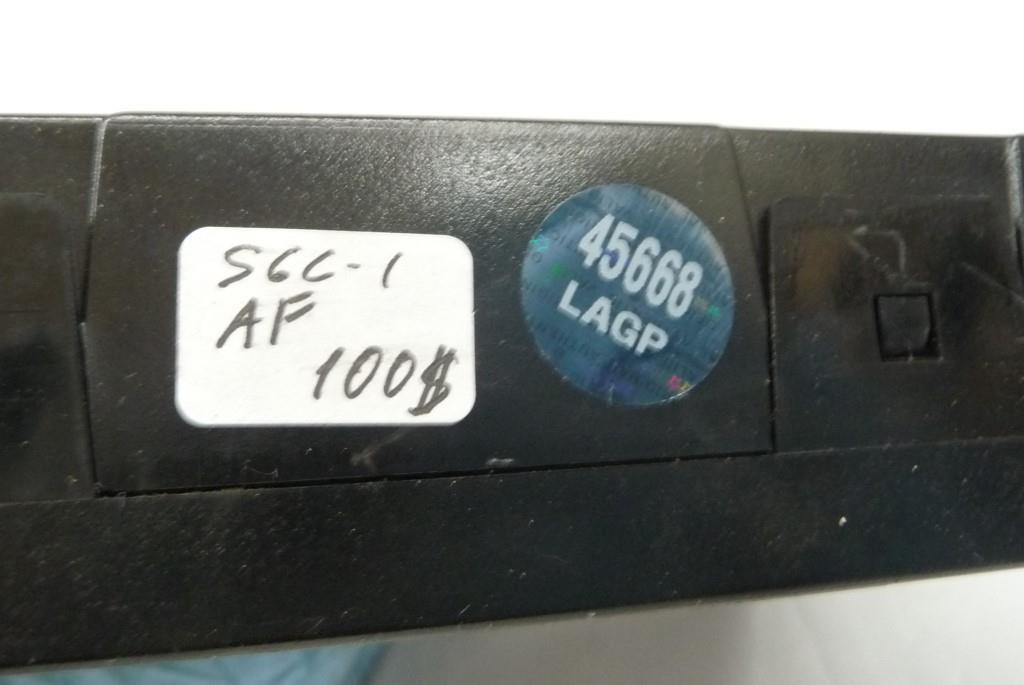 SGC-1
AF
100$
45668
LAGP